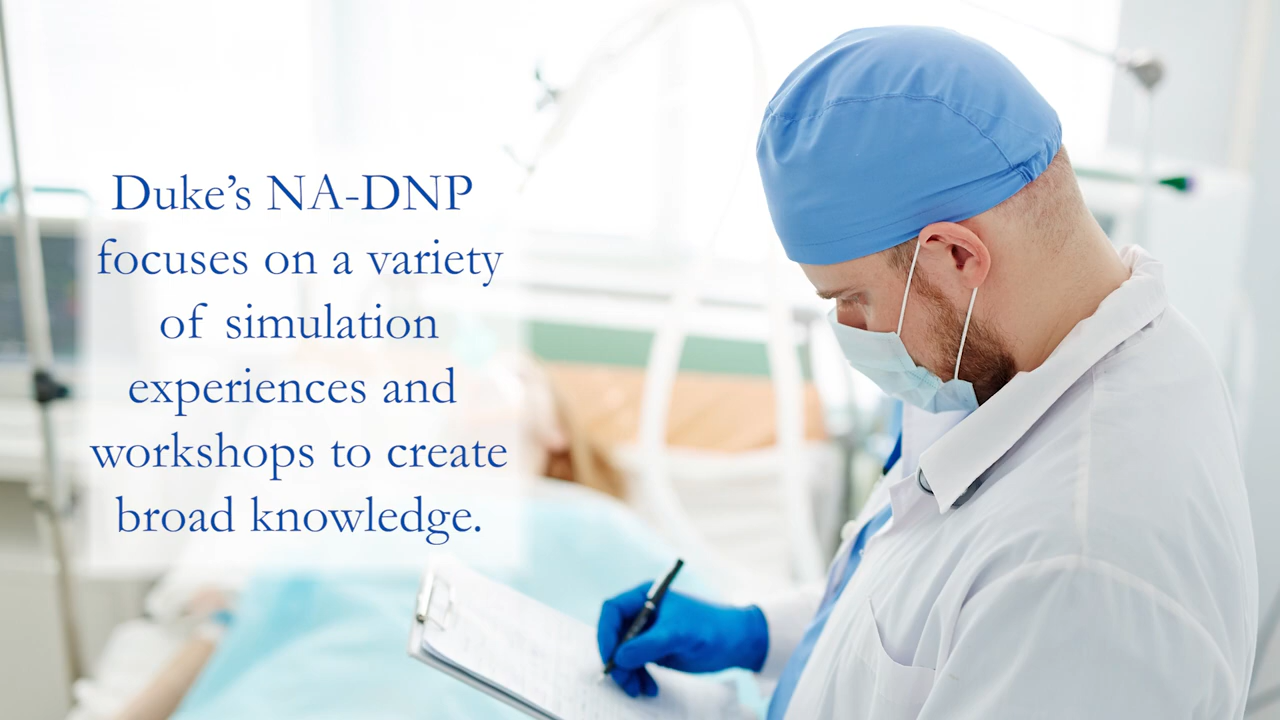 Duke’s NA-DNP
focuses on a variety
of simulation
experiences and
workshops to create
broad knowledge.